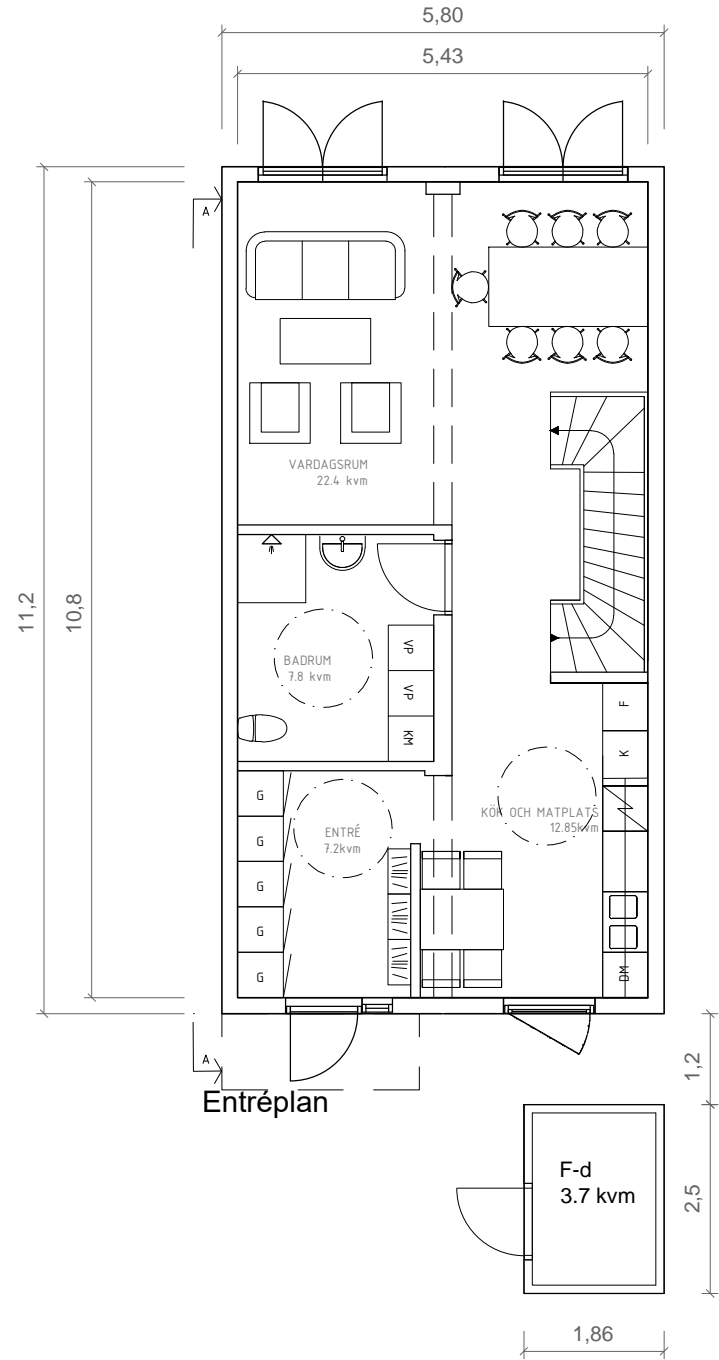 5,80
5,43
A
11,2
10,8
VARDAGSRUM
22.4 kvm
BADRUM
7.8 kvm
VP
VP
KM
F
K
KÖK OCH MATPLATS
12.85kvm
ENTRÉ
7.2kvm
G
G
G
G
G
DM
A
Entréplan
1,2
F-d
3.7 kvm
2,5
1,86